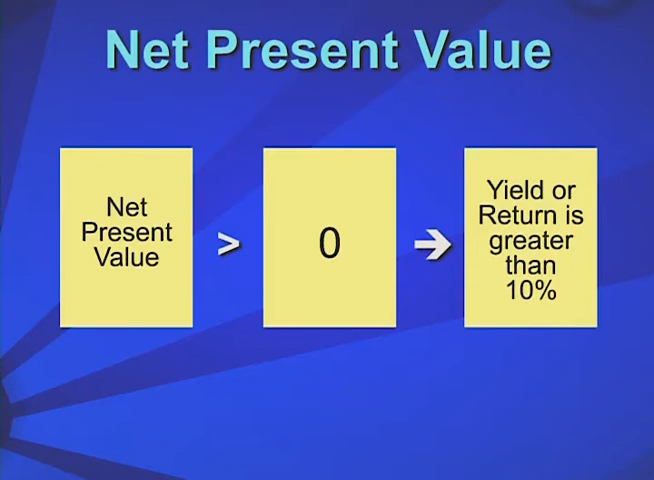 Net Present Value
Net
Present
Value
>
0
➔
Yield or
Return is
greater
than
10%